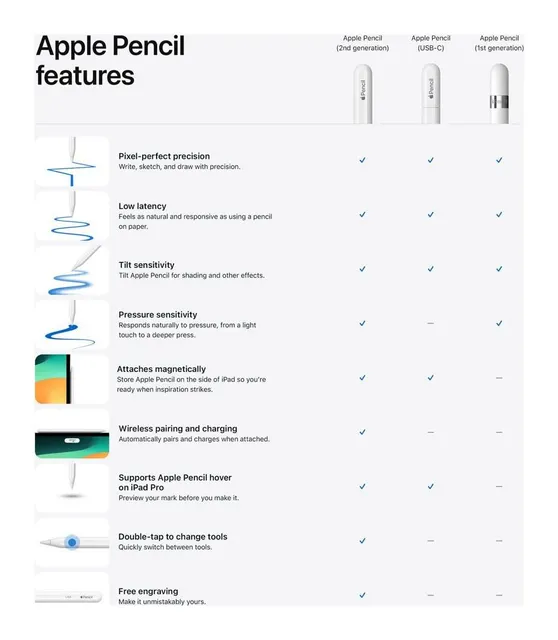 Apple Pencil
features
Apple Pencil
(2nd generation)
Apple Pencil
(USB-C)
Apple Pencil
(1st generation)
Pencil
Pencil
Pixel-perfect precision
Write, sketch, and draw with precision.
Low latency
Feels as natural and responsive as using a pencil
on paper.
Tilt sensitivity
Tilt Apple Pencil for shading and other effects.
Pressure sensitivity
Responds naturally to pressure, from a light
touch to a deeper press.
Attaches magnetically
Store Apple Pencil on the side of iPad so you're
ready when inspiration strikes.
Wireless pairing and charging
Automatically pairs and charges when attached.
Supports Apple Pencil hover
on iPad Pro
Preview your mark before you make it.
Double-tap to change tools
Quickly switch between tools.
Pencil
Free engraving
Make it unmistakably yours.